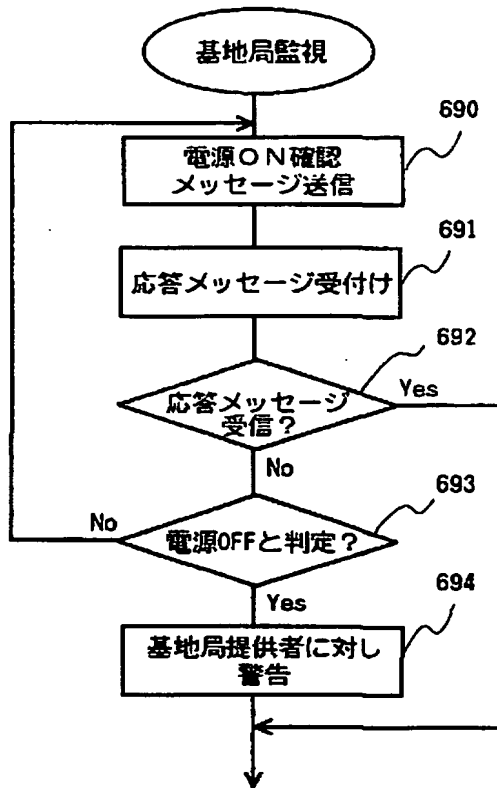 基地局監視
690
電源ON確認
メッセージ送信
691
応答メッセージ受付け
692
応答メッセージ
受信?
Yes
No
693
電源OFFと判定?
No
Yes
694
基地局提供者に対し
警告